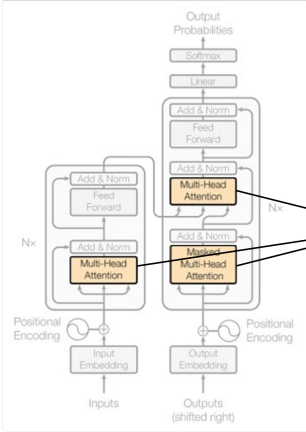 Output
Probabilities
Softmax
Linear
Add & Norm
Feed
Forward
Add & Norm
Multi-Head
Attention
Add & Norm
Masked
Multi-Head
Attention
Nx
Add & Norm
Feed
Forward
Add & Norm
Multi-Head
Attention
Nx
Positional
Encoding
Positional
Encoding
Input
Embedding
Output
Embedding
Inputs
Outputs
(shifted right)